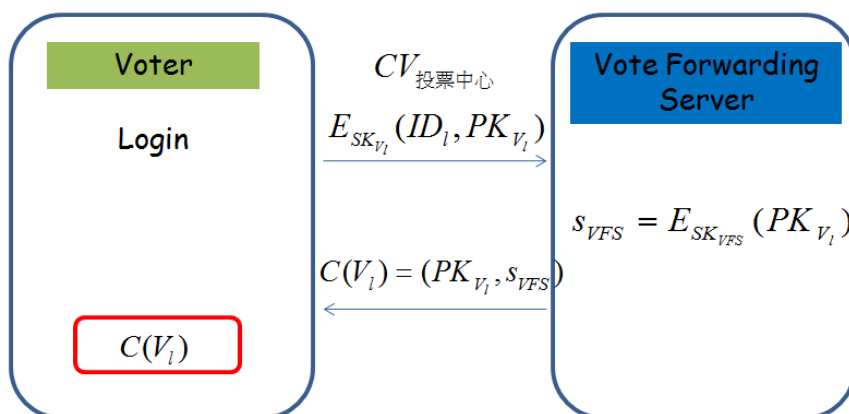 Voter
Login
C(V_l)
CV_投票中心
E_{SK_{V_l}}(ID_l, PK_{V_l})
C(V_l) = (PK_{V_l}, s_{VFS})
Vote Forwarding
Server
s_{VFS} = E_{SK_{VFS}}(PK_{V_l})